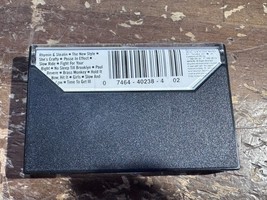 Rhymin & Stealin • The New Style •
She's Crafty • Posse In Effect •
Slow Ride • Fight For Your
Right • No Sleep Till Brooklyn • Paul
Revere • Brass Monkey • Hold It
Now, Hit It • Girls • Slow And
Low • Time To Get Ill
0 7464-40238-4 02